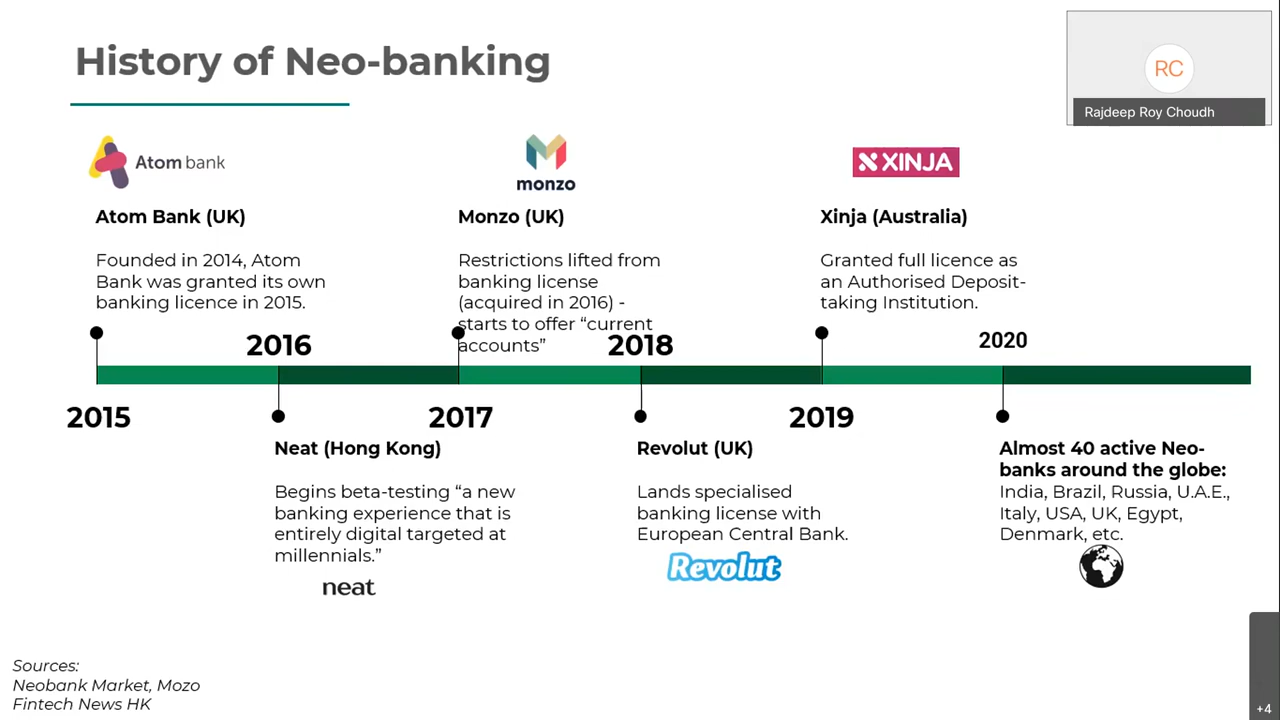 History of Neo-banking
RC
Rajdeep Roy Choudh
Atom bank
monzo
XINJA
Atom Bank (UK)
Founded in 2014, Atom
Bank was granted its own
banking licence in 2015.
Monzo (UK)
Restrictions lifted from
banking license
(acquired in 2016) -
starts to offer “current
accounts”
Xinja (Australia)
Granted full licence as
an Authorised Deposit-
taking Institution.
2016
2018
2020
2015
2017
2019
Neat (Hong Kong)
Begins beta-testing “a new
banking experience that is
entirely digital targeted at
millennials.”
neat
Revolut (UK)
Lands specialised
banking license with
European Central Bank.
Revolut
Almost 40 active Neo-
banks around the globe:
India, Brazil, Russia, U.A.E.,
Italy, USA, UK, Egypt,
Denmark, etc.
Sources:
Neobank Market, Mozo
Fintech News HK
+4